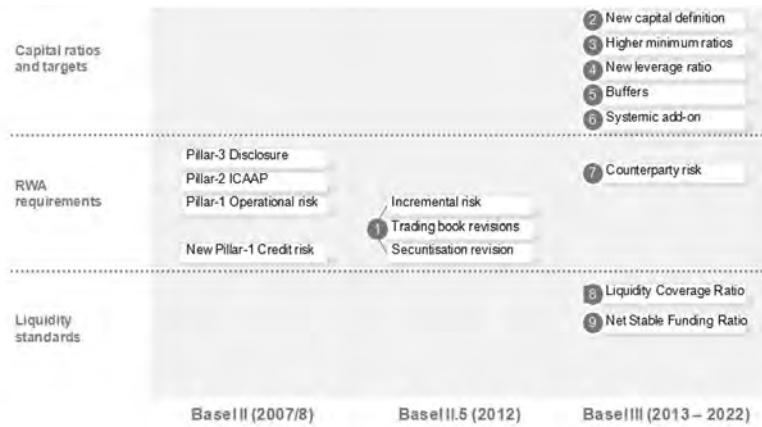 Capital ratios
and targets
2 New capital definition
3 Higher minimum ratios
4 New leverage ratio
5 Buffers
6 Systemic add-on
RWA
requirements
Pillar-3 Disclosure
Pillar-2 ICAAP
Pillar-1 Operational risk
New Pillar-1 Credit risk
Incremental risk
1 Trading book revisions
Securitisation revision
7 Counterparty risk
Liquidity
standards
8 Liquidity Coverage Ratio
9 Net Stable Funding Ratio
Basel II (2007/8)
Basel II.5 (2012)
Basel III (2013 – 2022)